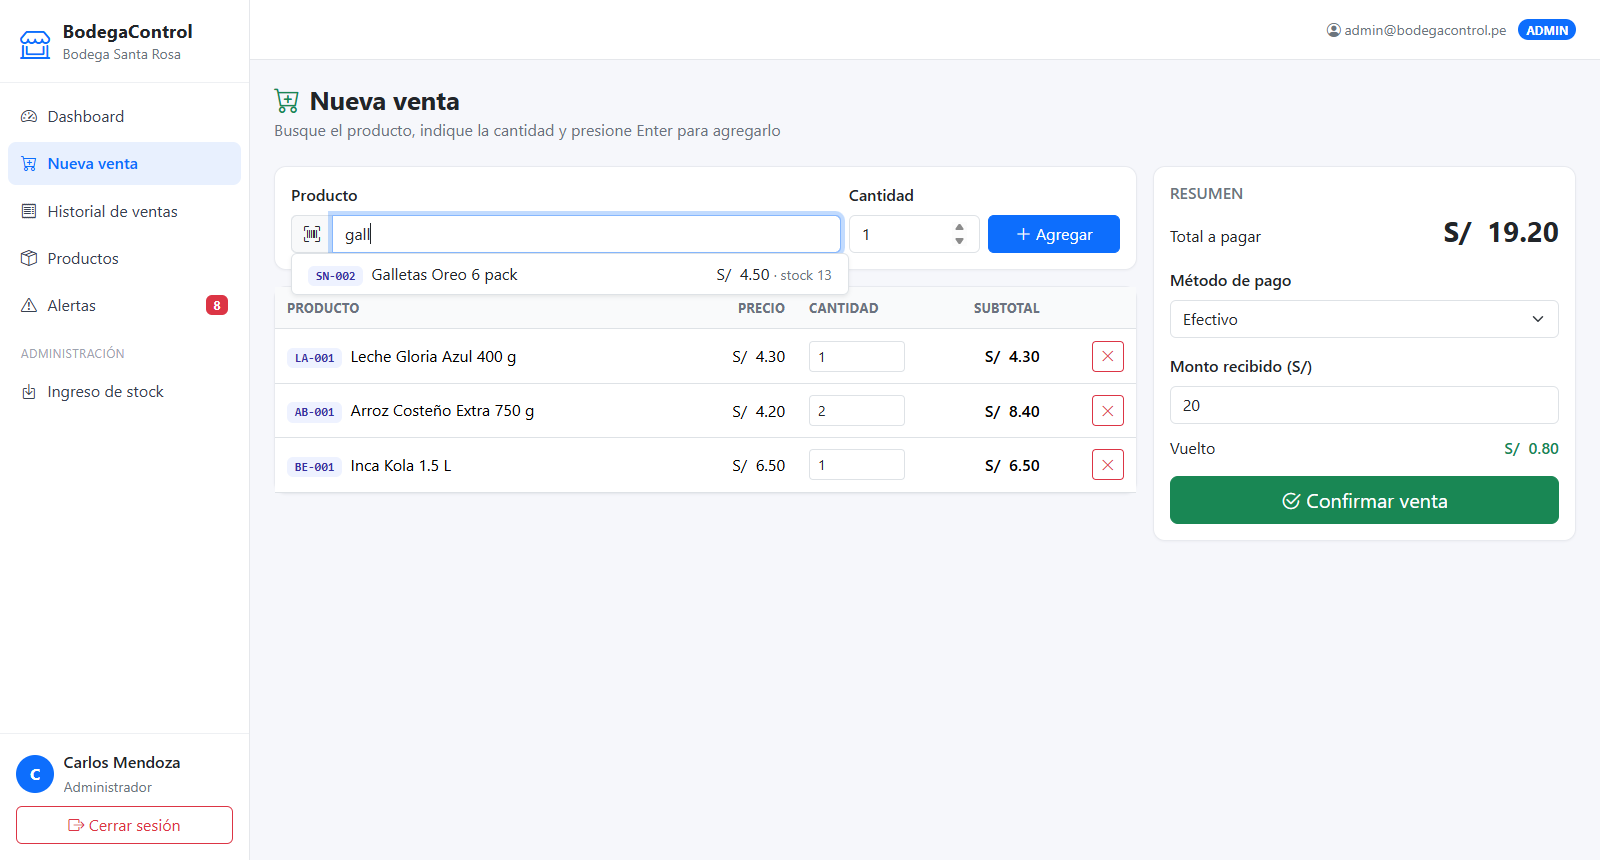 BodegaControl
Bodega Santa Rosa
Dashboard
Nueva venta
Historial de ventas
Productos
Alertas 8
ADMINISTRACIÓN
Ingreso de stock
Carlos Mendoza
C
Administrador
Cerrar sesión
admin@bodegacontrol.pe ADMIN
Nueva venta
Busque el producto, indique la cantidad y presione Enter para agregarlo
Producto Cantidad
gall 1 + Agregar
SN-002 Galletas Oreo 6 pack S/ 4.50 · stock 13
PRODUCTO PRECIO CANTIDAD SUBTOTAL
LA-001 Leche Gloria Azul 400 g S/ 4.30 1 S/ 4.30
AB-001 Arroz Costeño Extra 750 g S/ 4.20 2 S/ 8.40
BE-001 Inca Kola 1.5 L S/ 6.50 1 S/ 6.50
RESUMEN
Total a pagar S/ 19.20
Método de pago
Efectivo
Monto recibido (S/)
20
Vuelto S/ 0.80
Confirmar venta